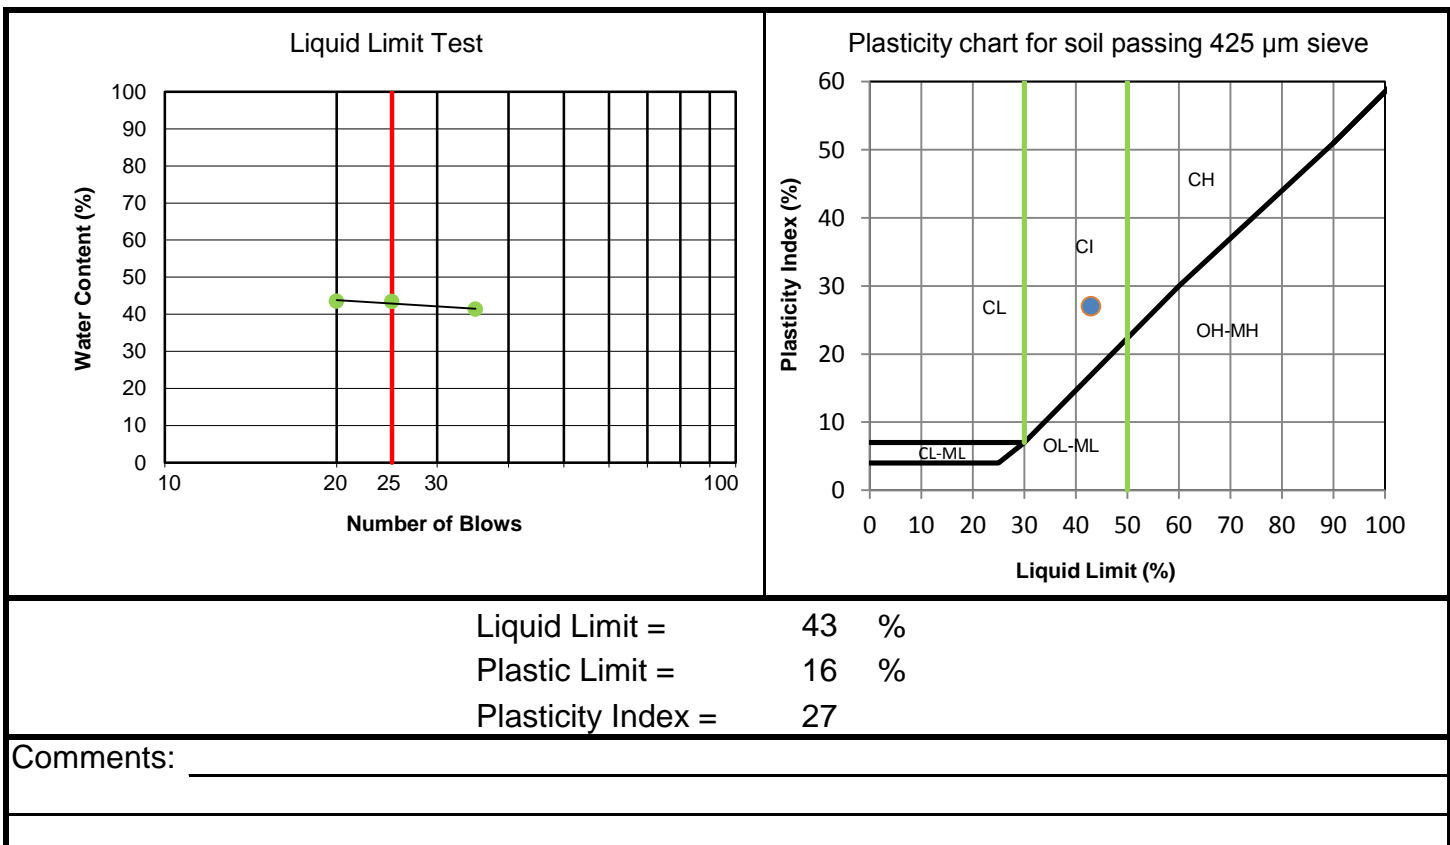 Liquid Limit Test
100
90
80
70
60
50
40
30
20
10
0
Water Content (%)
10 20 25 30 100
Number of Blows
Plasticity chart for soil passing 425 µm sieve
60
50
40
30
20
10
0
Plasticity Index (%)
CH
CI
CL
OH-MH
CL-ML
OL-ML
0 10 20 30 40 50 60 70 80 90 100
Liquid Limit (%)
Liquid Limit = 43 %
Plastic Limit = 16 %
Plasticity Index = 27
Comments: